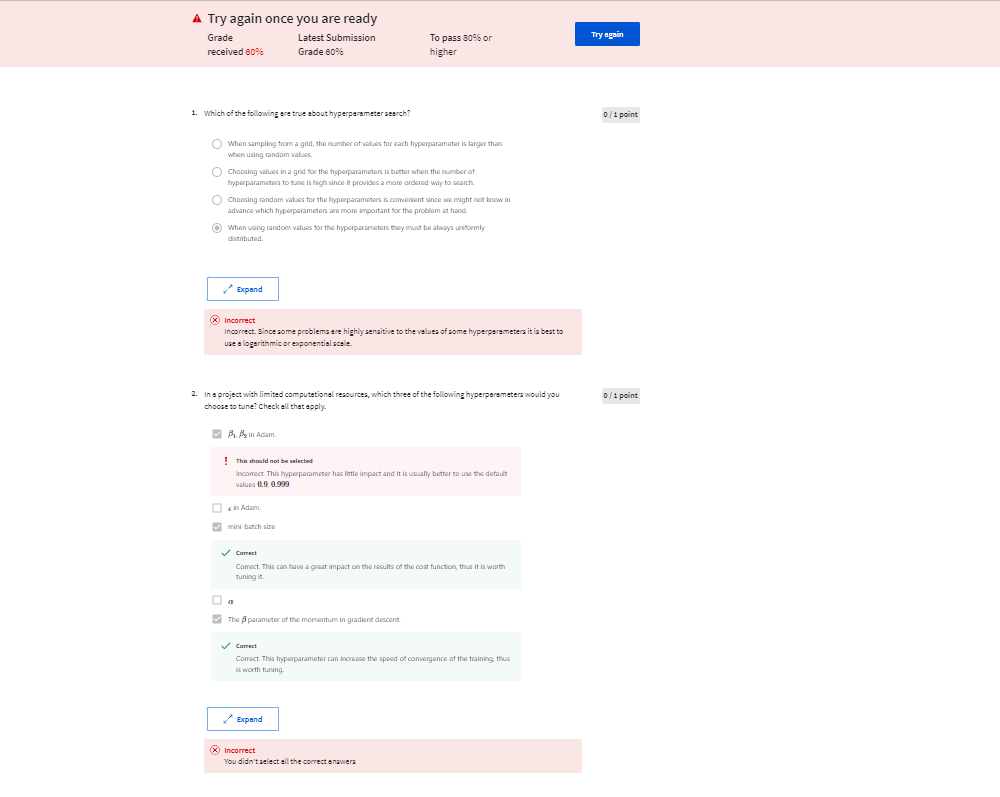 Try again once you are ready
Grade
received 60%
Latest Submission
Grade 60%
To pass 80% or
higher
Try again
1. Which of the following are true about hyperparameter search?
0 / 1 point
When sampling from a grid, the number of values for each hyperparameter is larger than
when using random values.
Choosing values in a grid for the hyperparameters is better when the number of
hyperparameters to tune is high since it provides a more ordered way to search.
Choosing random values for the hyperparameters is convenient since we might not know in
advance which hyperparameters are more important for the problem at hand.
When using random values for the hyperparameters they must be always uniformly
distributed.
Expand
Incorrect
Incorrect. Since some problems are highly sensitive to the values of some hyperparameters it is best to
use a logarithmic or exponential scale.
2. In a project with limited computational resources, which three of the following hyperparameters would you
choose to tune? Check all that apply.
0 / 1 point
β1, β2 in Adam.
This should not be selected
Incorrect. This hyperparameter has little impact and it is usually better to use the default
values 0.9, 0.999
ϵ in Adam.
mini-batch size
Correct
Correct. This can have a great impact on the results of the cost function, thus it is worth
tuning it.
α
The β parameter of the momentum in gradient descent.
Correct
Correct. This hyperparameter can increase the speed of convergence of the training, thus
is worth tuning.
Expand
Incorrect
You didn't select all the correct answers